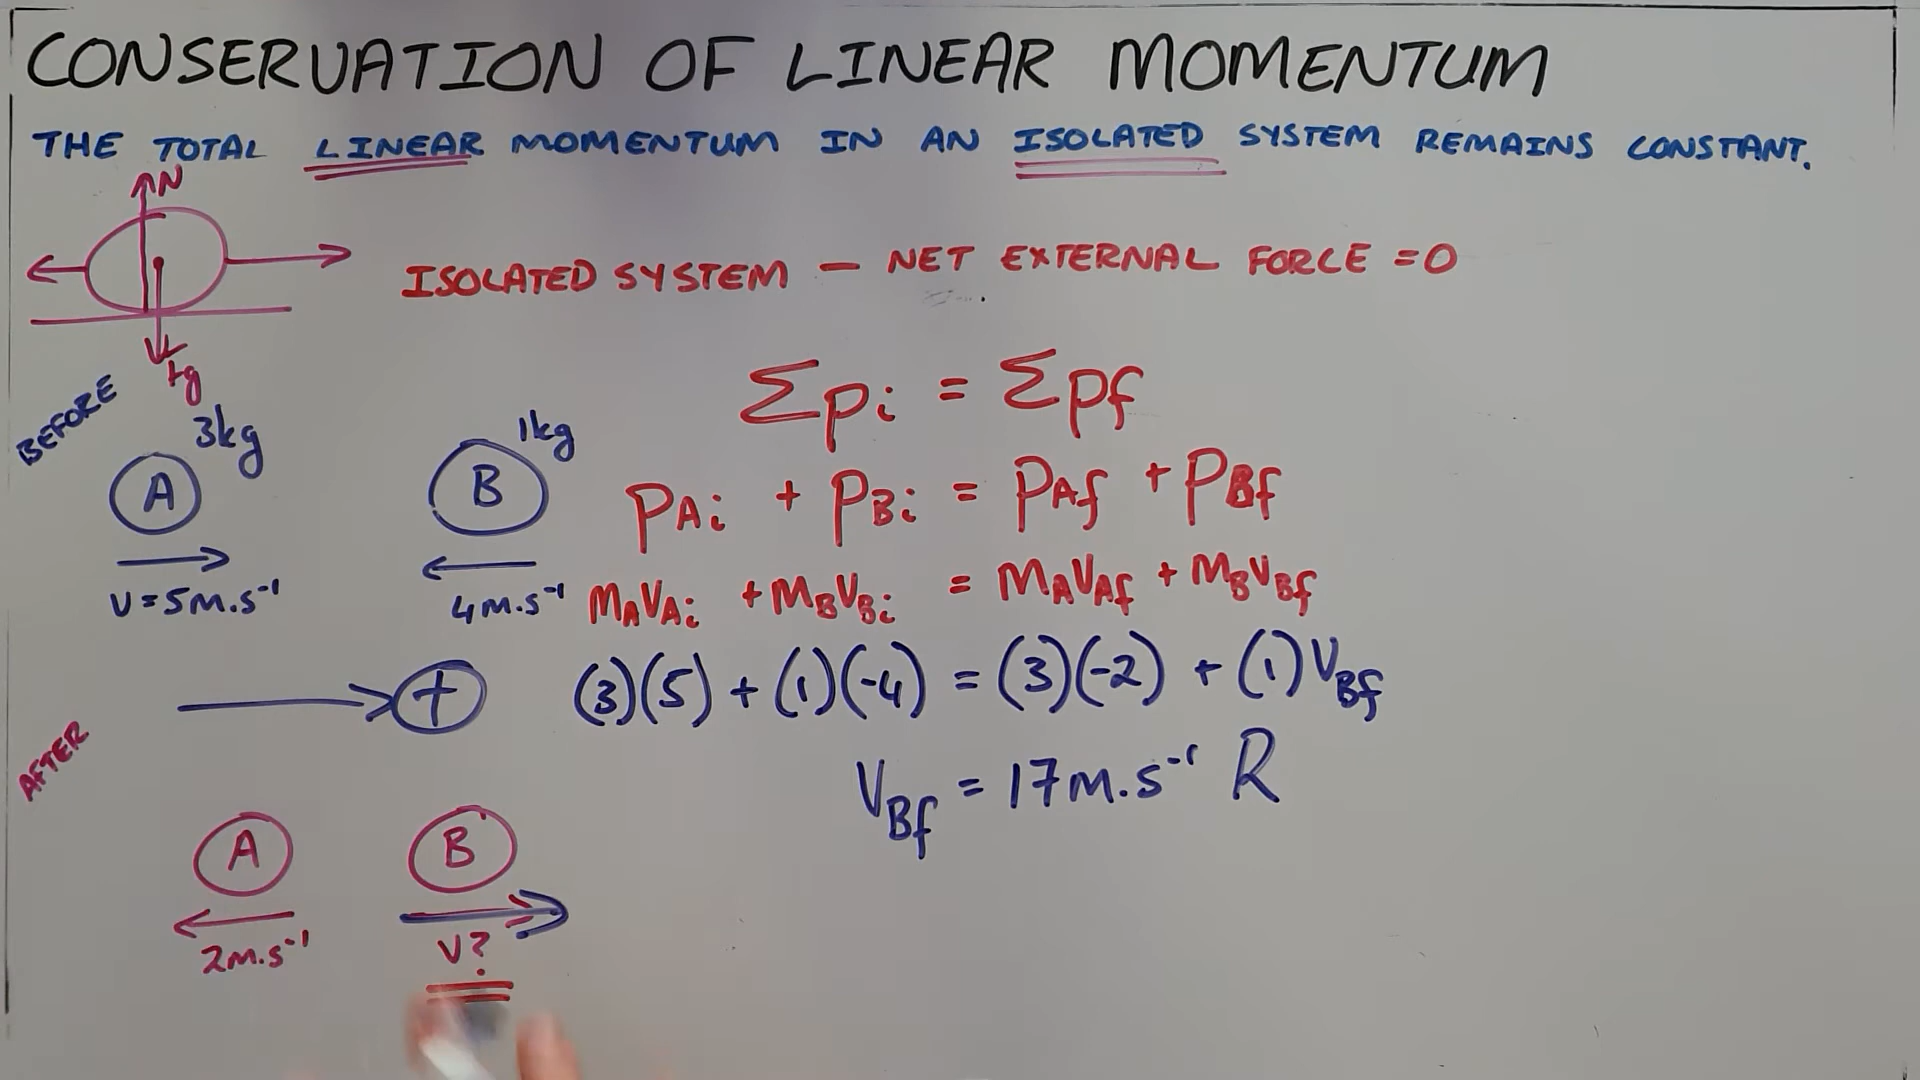 CONSERVATION OF LINEAR MOMENTUM
THE TOTAL LINEAR MOMENTUM IN AN ISOLATED SYSTEM REMAINS CONSTANT.
N
ISOLATED SYSTEM – NET EXTERNAL FORCE = 0
Fg
Σpi = Σpf
BEFORE
3kg
1kg
A
B
pAi + pBi = pAf + pBf
v = 5m.s⁻¹
4m.s⁻¹
mAvAi + mBvBi = mAvAf + mBvBf
+
(3)(5) + (1)(-4) = (3)(-2) + (1)VBf
AFTER
VBf = 17m.s⁻¹ R
A
B
2m.s⁻¹
v?